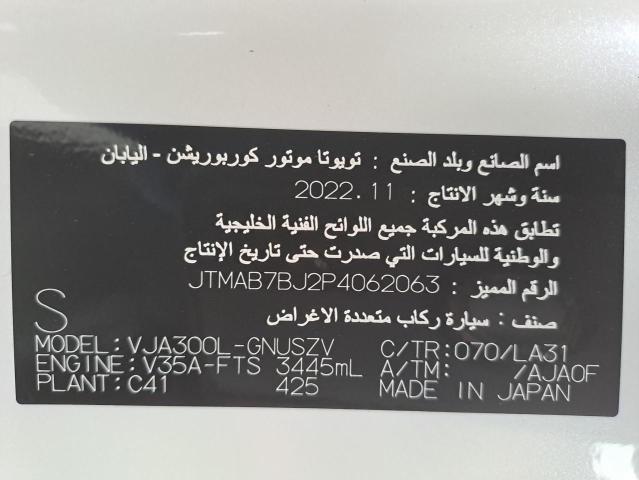 اسم الصانع وبلد الصنع : تويوتا موتور كوربوريشن - اليابان
سنة وشهر الانتاج : 2022.11
تطابق هذه المركبة جميع اللوائح الفنية الخليجية
والوطنية للسيارات التي صدرت حتى تاريخ الإنتاج
الرقم المميز : JTMAB7BJ2P4062063
صنف : سيارة ركاب متعددة الاغراض
S
MODEL:VJA300L-GNUSZV C/TR:070/LA31
ENGINE:V35A-FTS 3445mL A/TM: /AJA0F
PLANT:C41 425 MADE IN JAPAN